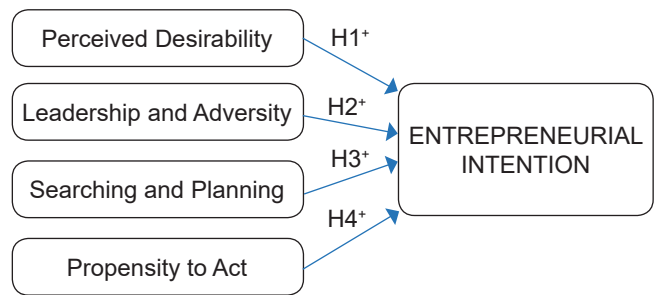 Perceived Desirability
H1⁺
Leadership and Adversity
H2⁺
ENTREPRENEURIAL
INTENTION
H3⁺
Searching and Planning
H4⁺
Propensity to Act